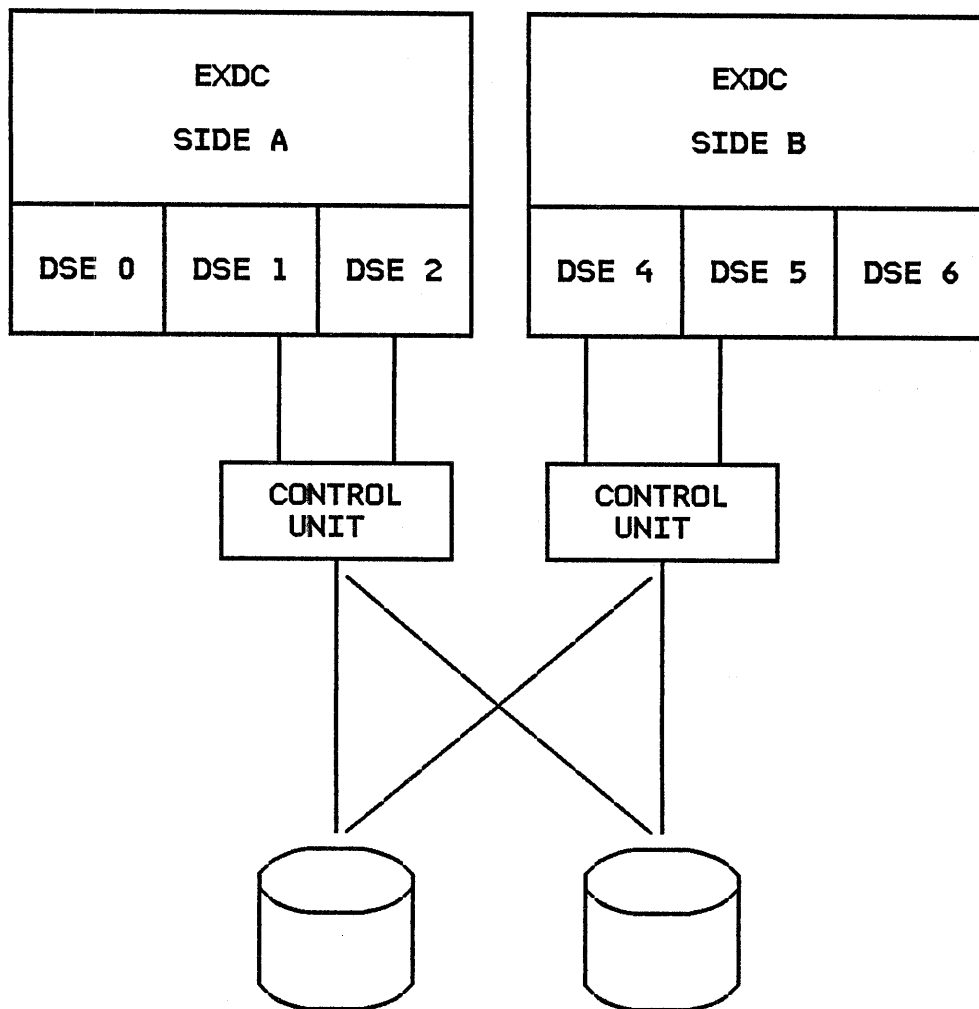 EXDC
SIDE A
DSE 0
DSE 1
DSE 2
EXDC
SIDE B
DSE 4
DSE 5
DSE 6
CONTROL
UNIT
CONTROL
UNIT